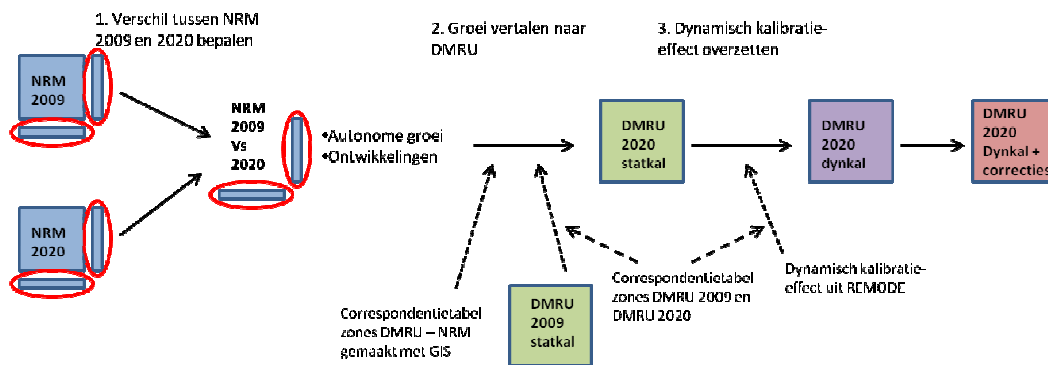 1. Verschil tussen NRM
2009 en 2020 bepalen
NRM
2009
NRM
2020
NRM
2009
Vs
2020
•Autonome groei
•Ontwikkelingen
2. Groei vertalen naar
DMRU
Correspondentietabel
zones DMRU – NRM
gemaakt met GIS
DMRU
2009
statkal
DMRU
2020
statkal
3. Dynamisch kalibratie-
effect overzetten
Correspondentietabel
zones DMRU 2009 en
DMRU 2020
Dynamisch kalibratie-
effect uit REMODE
DMRU
2020
dynkal
DMRU
2020
Dynkal +
correcties